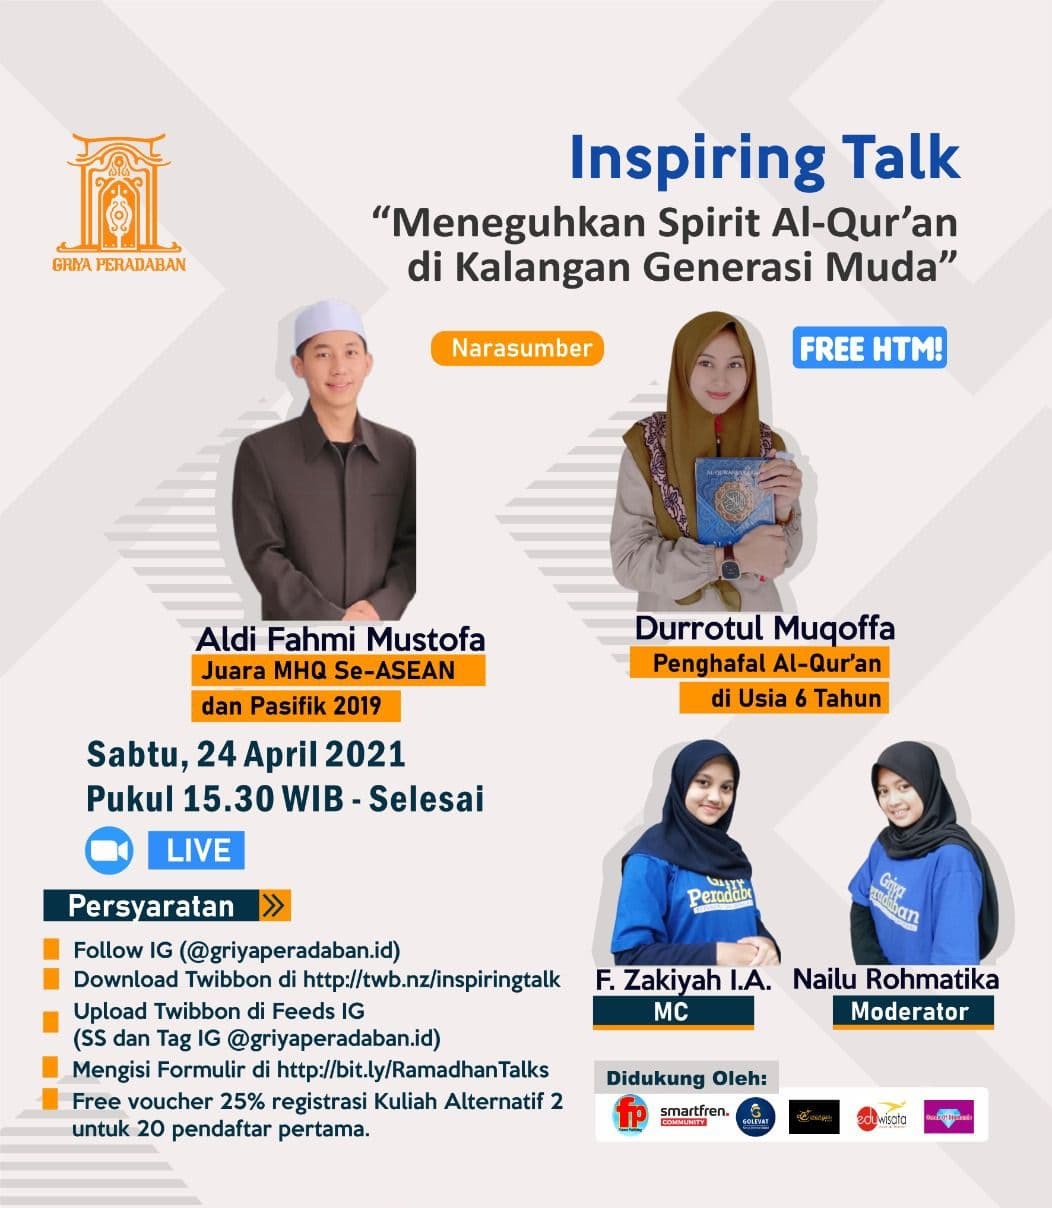 GRIYA PERADABAN
Inspiring Talk
“Meneguhkan Spirit Al-Qur’an
di Kalangan Generasi Muda”
Narasumber
FREE HTM!
Aldi Fahmi Mustofa
Juara MHQ Se-ASEAN
dan Pasifik 2019
Durrotul Muqoffa
Penghafal Al-Qur’an
di Usia 6 Tahun
Sabtu, 24 April 2021
Pukul 15.30 WIB - Selesai
LIVE
Persyaratan
Follow IG (@griyaperadaban.id)
Download Twibbon di http://twb.nz/inspiringtalk
Upload Twibbon di Feeds IG
(SS dan Tag IG @griyaperadaban.id)
Mengisi Formulir di http://bit.ly/RamadhanTalks
Free voucher 25% registrasi Kuliah Alternatif 2
untuk 20 pendaftar pertama.
Griya
Peradaba
Griya
Peradaban
F. Zakiyah I.A.
MC
Nailu Rohmatika
Moderator
Didukung Oleh:
fp
smartfren.
COMMUNITY
GOLEVAT
eduwisata